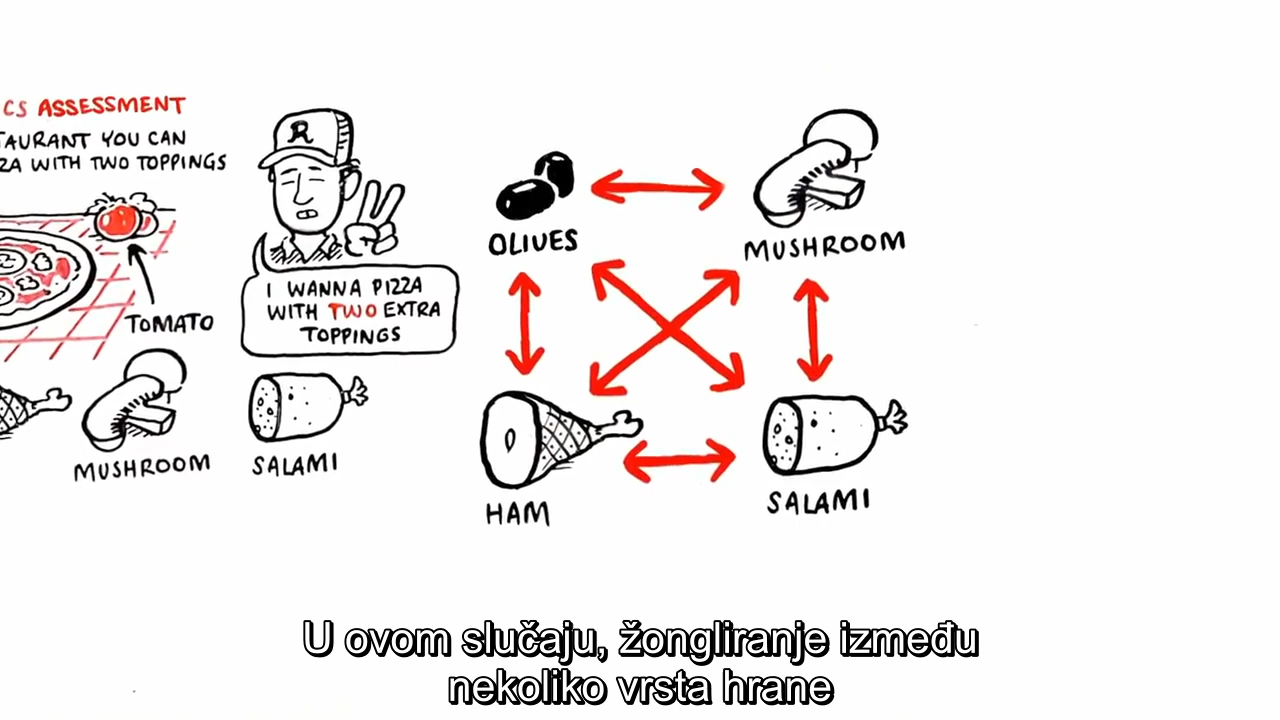 CS ASSESSMENT
TAURANT YOU CAN
ZA WITH TWO TOPPINGS
TOMATO
MUSHROOM
SALAMI
R
I WANNA PIZZA
WITH TWO EXTRA
TOPPINGS
OLIVES
MUSHROOM
HAM
SALAMI
U ovom slučaju, žongliranje između
nekoliko vrsta hrane